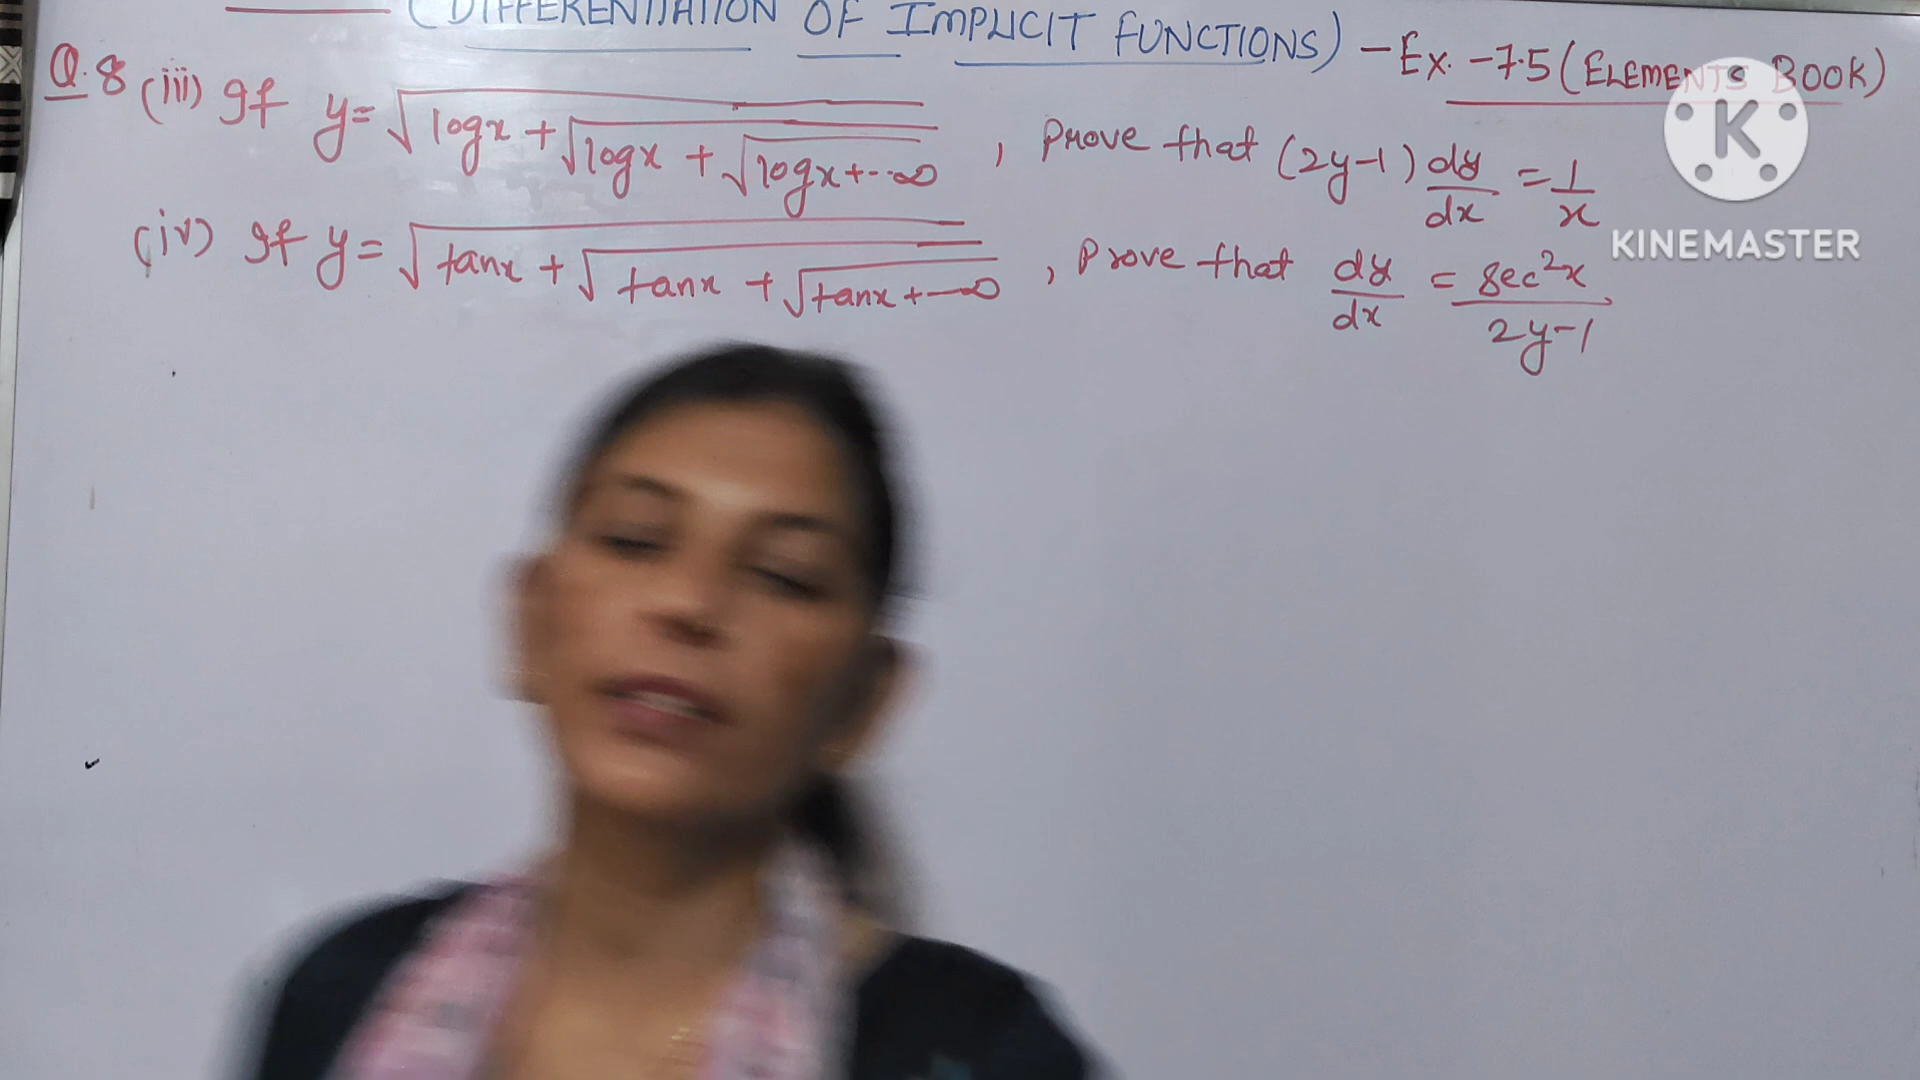 (DIFFERENTIATION OF IMPLICIT FUNCTIONS) - Ex. - 7.5 (ELEMENTS BOOK)
Q.8 (iii) If y = √(logx + √(logx + √(logx + --∞))) , Prove that (2y-1) dy/dx = 1/x
(iv) If y = √(tanx + √(tanx + √(tanx + --∞))) , Prove that dy/dx = sec²x/(2y-1)
K
KINEMASTER